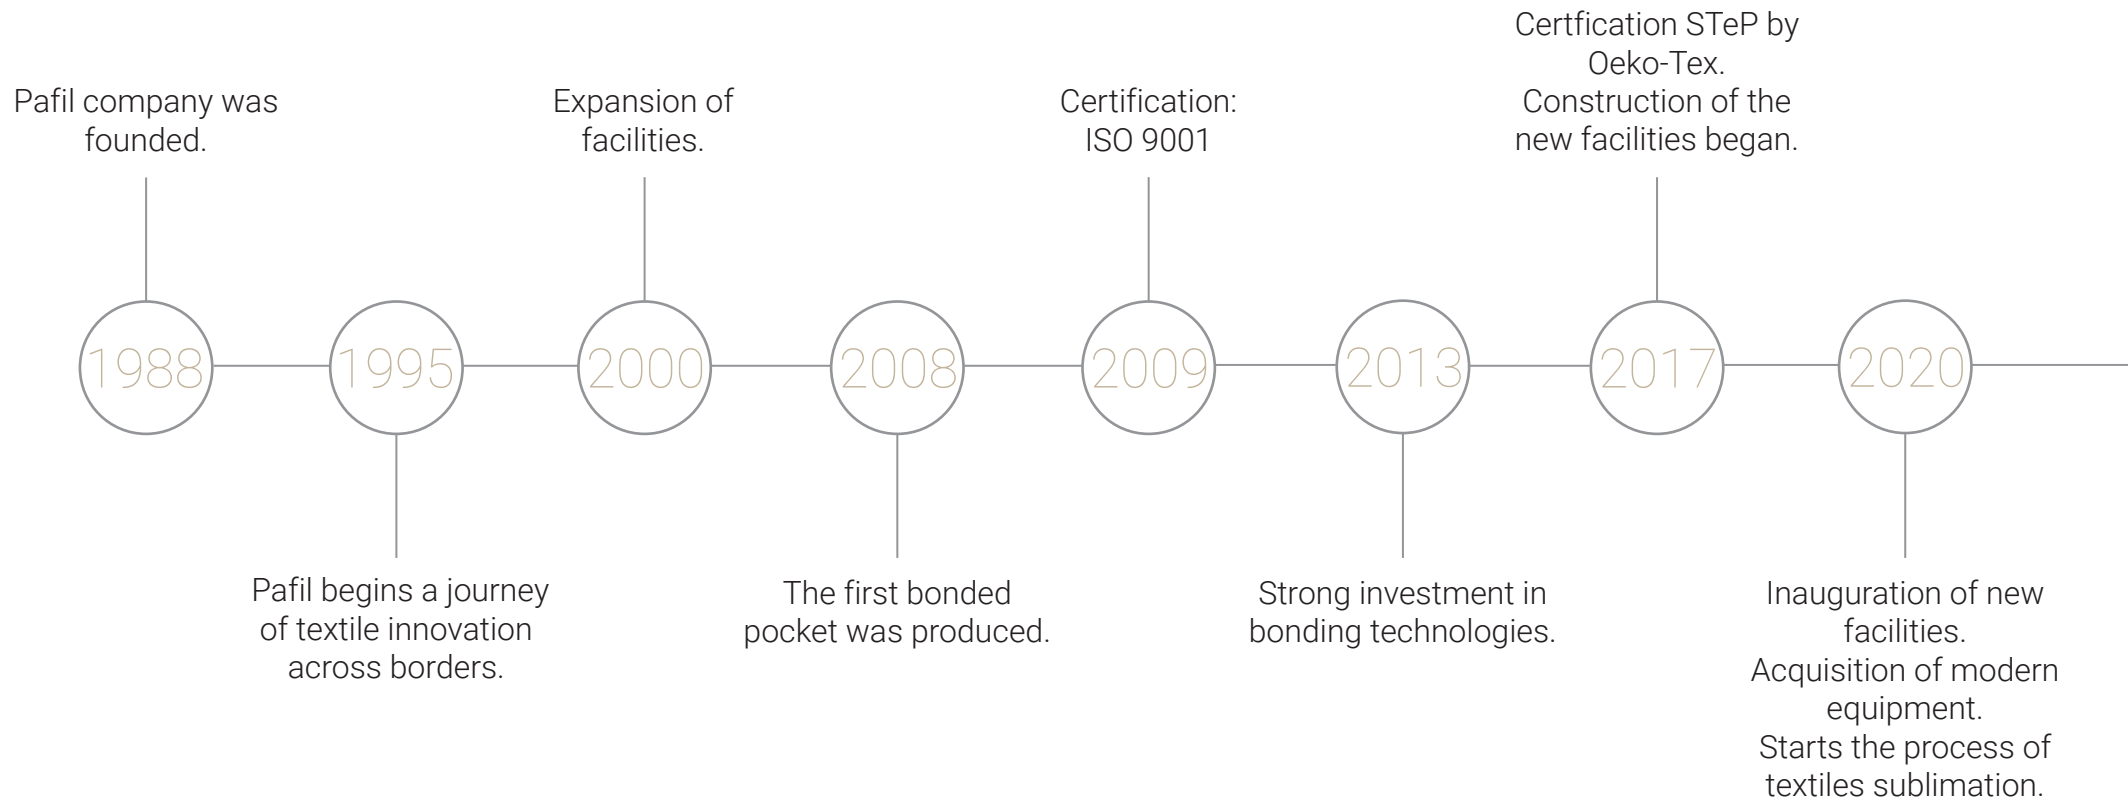 Pafil company was
founded.
Expansion of
facilities.
Certification:
ISO 9001
Certfication STeP by
Oeko-Tex.
Construction of the
new facilities began.
1988
1995
2000
2008
2009
2013
2017
2020
Pafil begins a journey
of textile innovation
across borders.
The first bonded
pocket was produced.
Strong investment in
bonding technologies.
Inauguration of new
facilities.
Acquisition of modern
equipment.
Starts the process of
textiles sublimation.